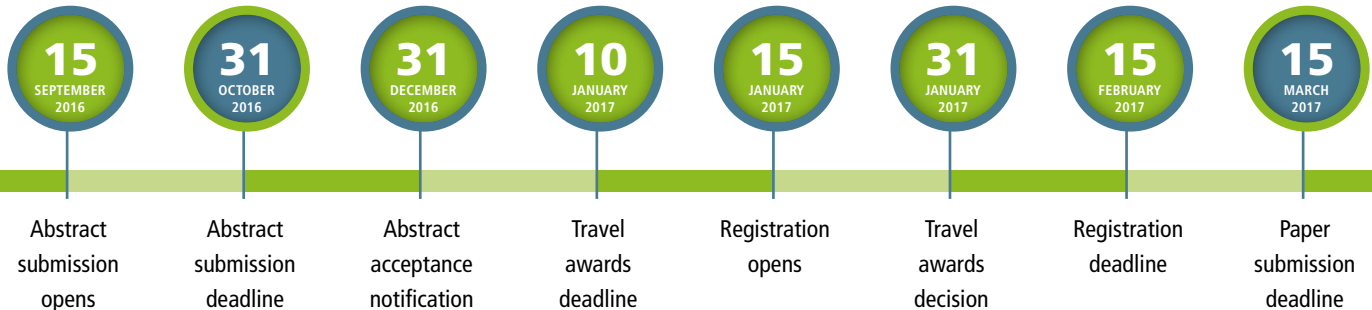 15
SEPTEMBER
2016
31
OCTOBER
2016
31
DECEMBER
2016
10
JANUARY
2017
15
JANUARY
2017
31
JANUARY
2017
15
FEBRUARY
2017
15
MARCH
2017
Abstract
submission
opens
Abstract
submission
deadline
Abstract
acceptance
notification
Travel
awards
deadline
Registration
opens
Travel
awards
decision
Registration
deadline
Paper
submission
deadline